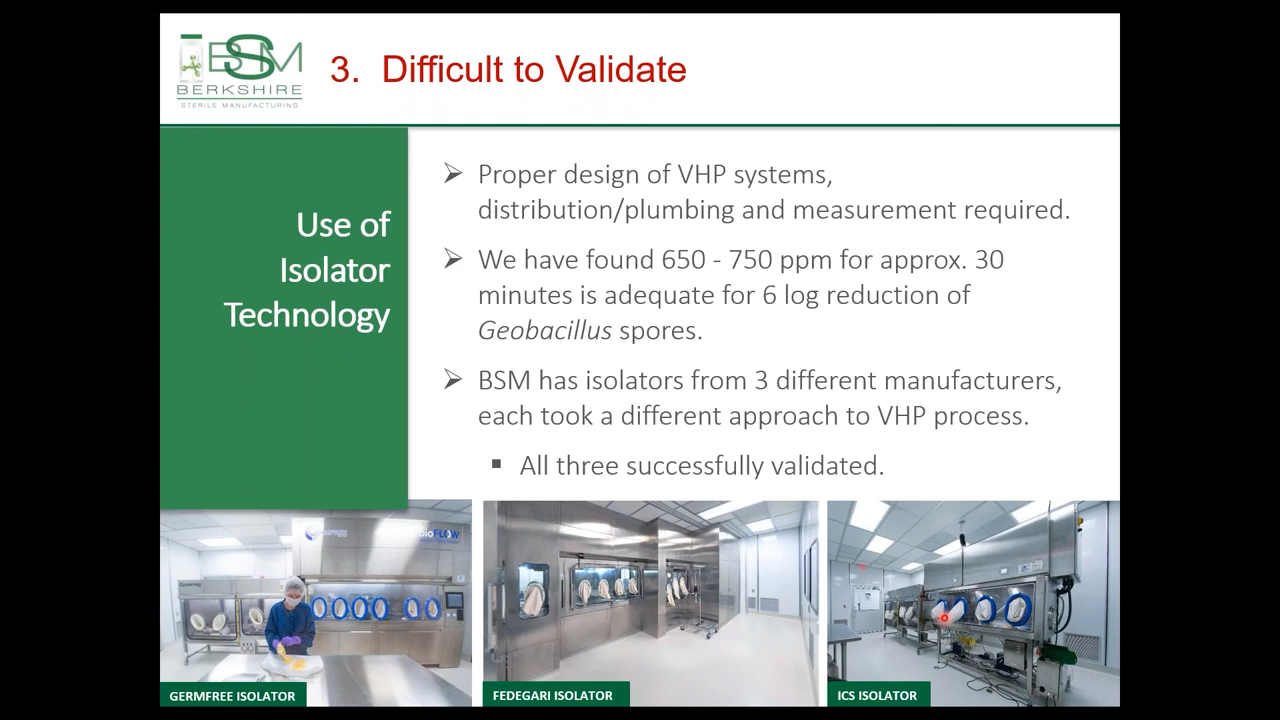 BSM
BERKSHIRE
STERILE MANUFACTURING
3. Difficult to Validate
Use of
Isolator
Technology
➢ Proper design of VHP systems,
distribution/plumbing and measurement required.
➢ We have found 650 - 750 ppm for approx. 30
minutes is adequate for 6 log reduction of
Geobacillus spores.
➢ BSM has isolators from 3 different manufacturers,
each took a different approach to VHP process.
▪ All three successfully validated.
bioFLOW
GERMFREE ISOLATOR
FEDEGARI ISOLATOR
ICS ISOLATOR